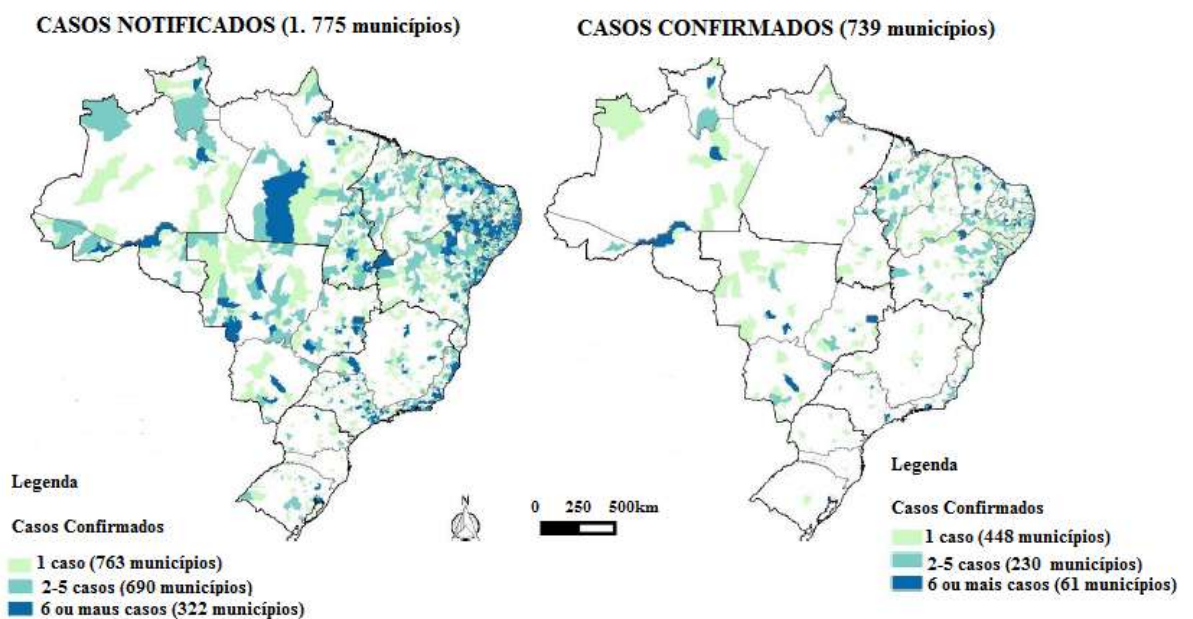 CASOS NOTIFICADOS (1. 775 municípios)
CASOS CONFIRMADOS (739 municípios)
Legenda
Casos Confirmados
1 caso (763 municípios)
2-5 casos (690 municípios)
6 ou maus casos (322 municípios)
N
0 250 500km
Legenda
Casos Confirmados
1 caso (448 municípios)
2-5 casos (230 municípios)
6 ou mais casos (61 municípios)